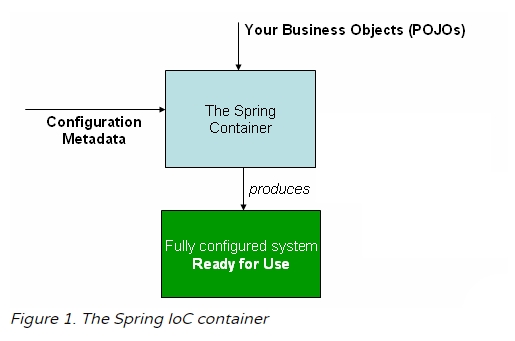 Your Business Objects (POJOs)
The Spring
Container
Configuration
Metadata
produces
Fully configured system
Ready for Use
Figure 1. The Spring IoC container